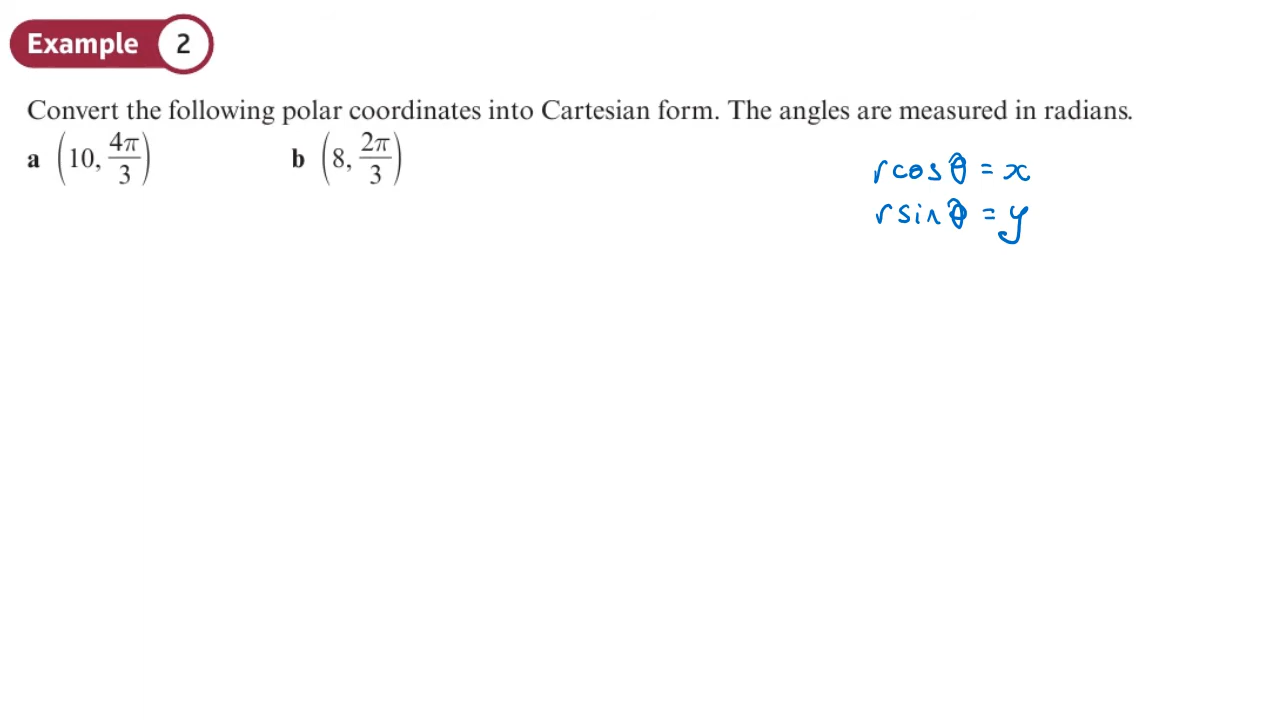 Example 2
Convert the following polar coordinates into Cartesian form. The angles are measured in radians.
a (10, 4π/3) b (8, 2π/3)
r cos θ = x
r sin θ = y